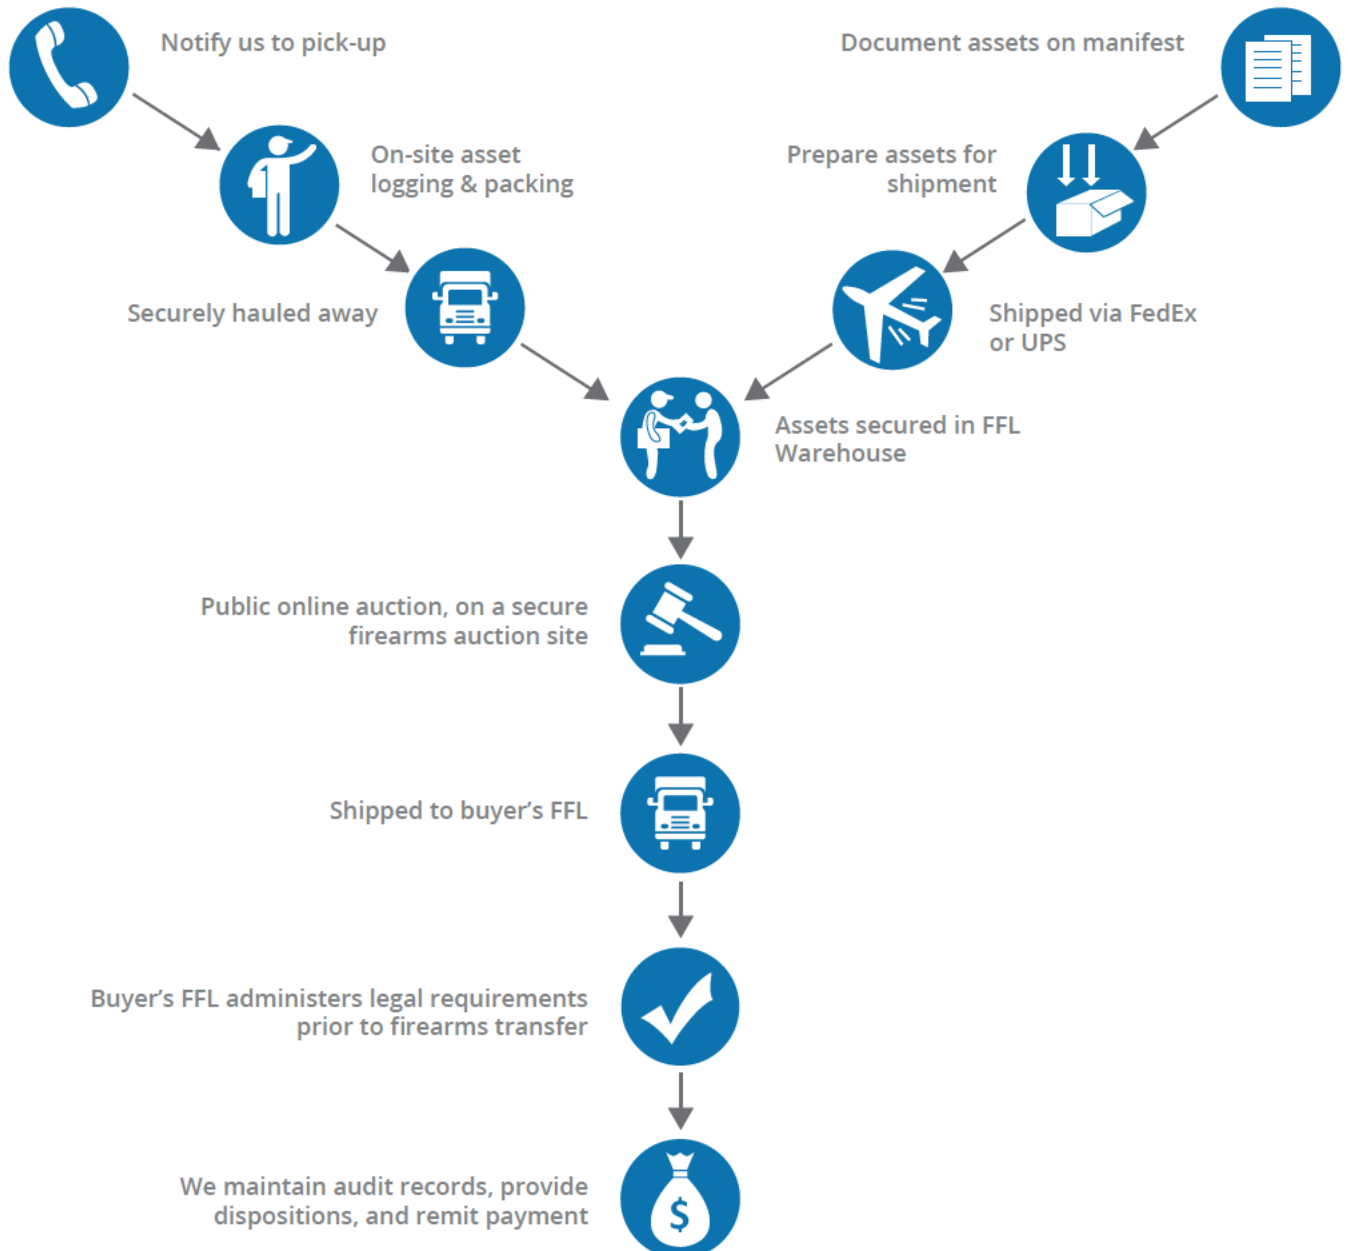 Notify us to pick-up
Document assets on manifest
On-site asset
logging & packing
Prepare assets for
shipment
Securely hauled away
Shipped via FedEx
or UPS
Assets secured in FFL
Warehouse
Public online auction, on a secure
firearms auction site
Shipped to buyer’s FFL
Buyer’s FFL administers legal requirements
prior to firearms transfer
We maintain audit records, provide
dispositions, and remit payment
$